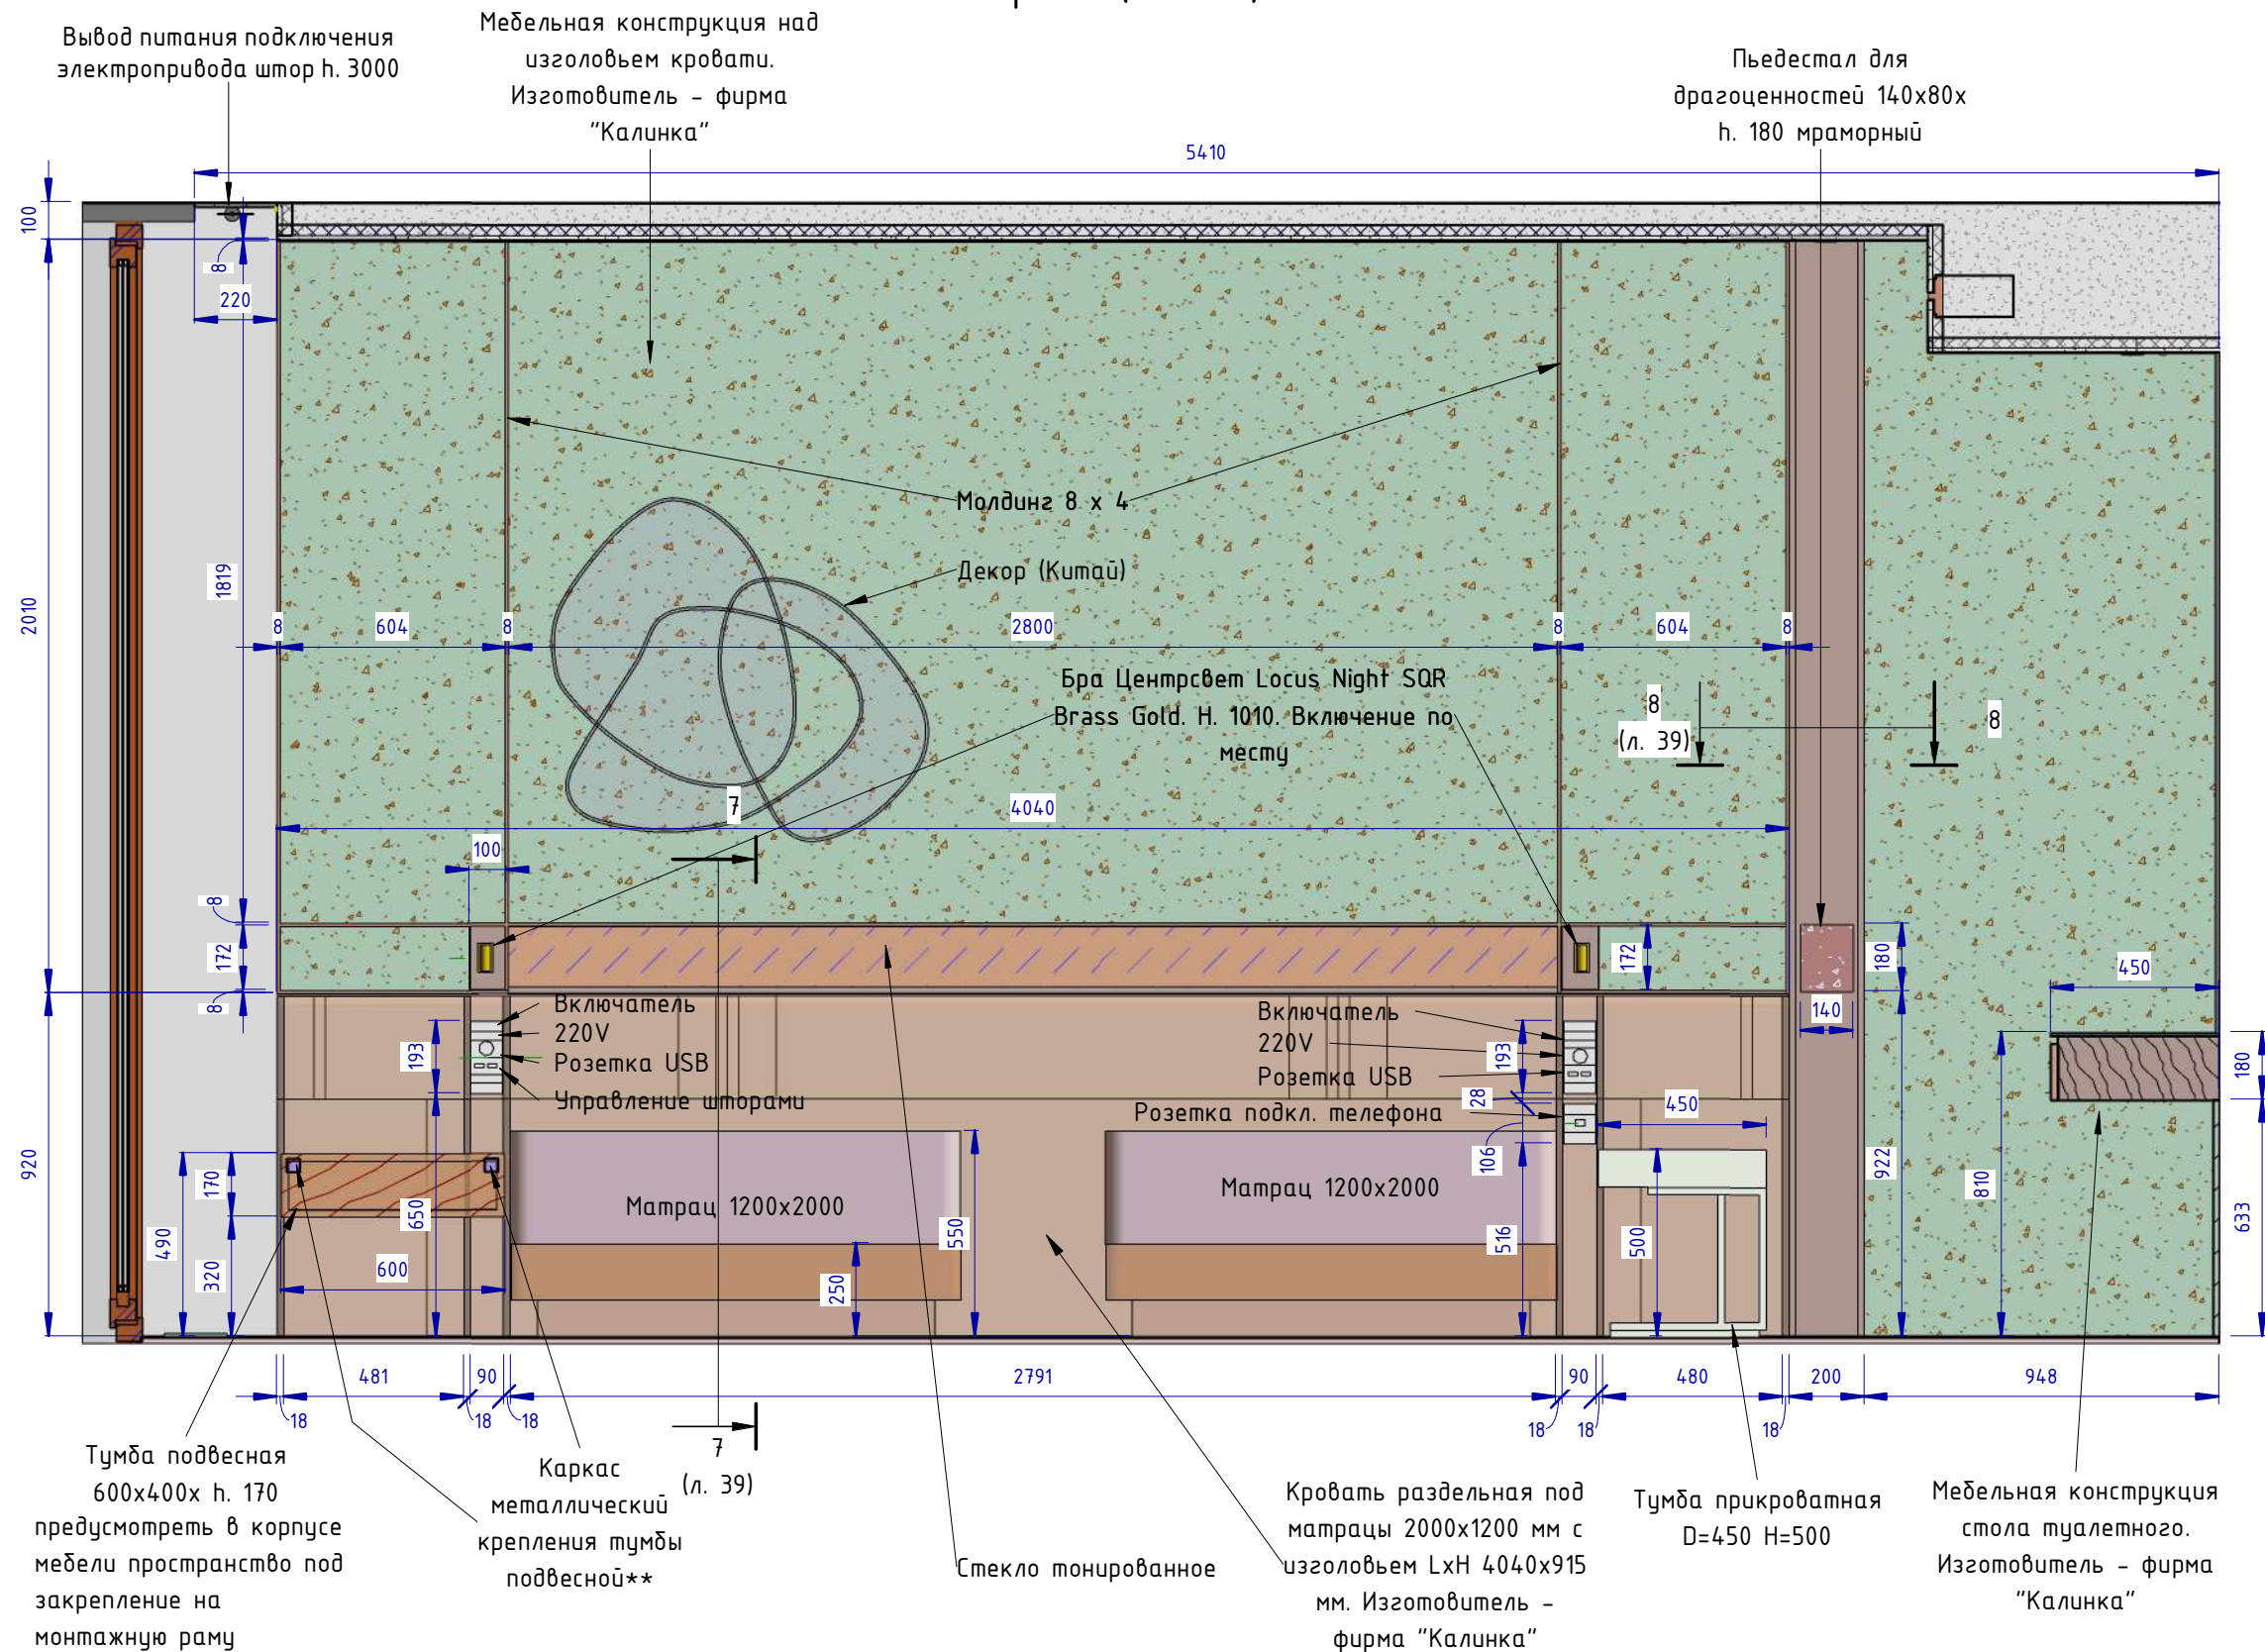 Вывод питания подключения
электропривода штор h. 3000
Мебельная конструкция над
изголовьем кровати.
Изготовитель - фирма
"Калинка"
Пьедестал для
драгоценностей 140x80x
h. 180 мраморный
5410
100
8
220
2010
1819
Молдинг 8 x 4
Декор (Китай)
8
604
8
2800
8
604
8
Бра Центрсвет Locus Night SQR
Brass Gold. H. 1010. Включение по
месту
8
(л. 39)
8
7
4040
100
8
172
8
172
180
450
140
Включатель
220V
Розетка USB
Управление шторами
193
Включатель
220V
Розетка USB
Розетка подкл. телефона
193
28
106
450
180
920
490
170
320
650
600
Матрац 1200x2000
250
550
Матрац 1200x2000
516
500
922
810
633
481
90
2791
90
480
200
948
18
18
18
18
18
18
7
(л. 39)
Тумба подвесная
600x400x h. 170
предусмотреть в корпусе
мебели пространство под
закрепление на
монтажную раму
Каркас
металлический
крепления тумбы
подвесной**
Стекло тонированное
Кровать раздельная под
матрацы 2000x1200 мм с
изголовьем LxH 4040x915
мм. Изготовитель -
фирма "Калинка"
Тумба прикроватная
D=450 H=500
Мебельная конструкция
стола туалетного.
Изготовитель - фирма
"Калинка"